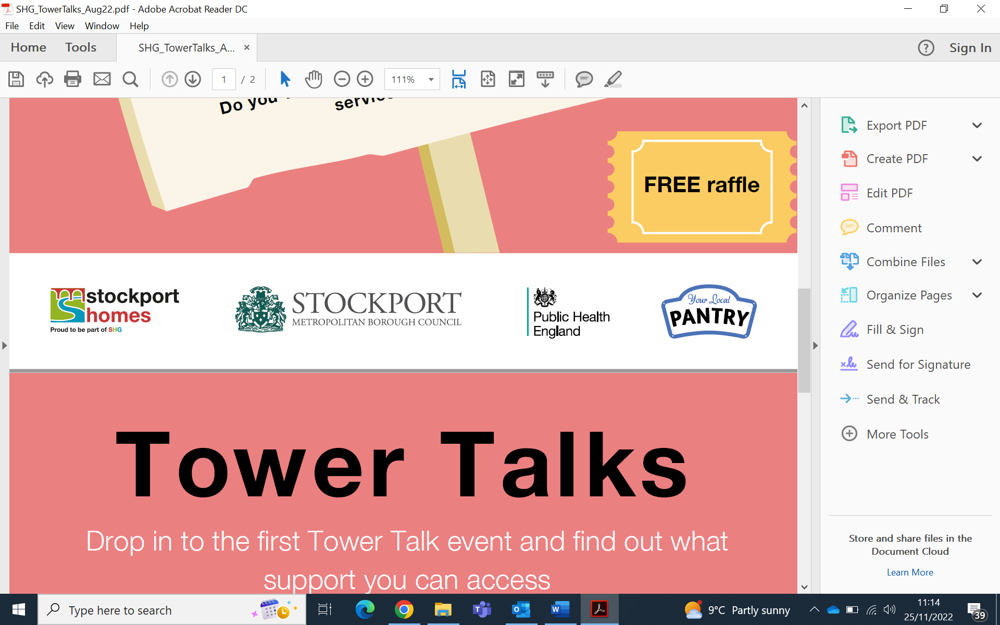 SHG_TowerTalks_Aug22.pdf - Adobe Acrobat Reader DC
File Edit View Window Help
Home Tools SHG_TowerTalks_A... × ? Sign In
1 / 2 111%
Do you
service
FREE raffle
stockport
homes
Proud to be part of SHG
STOCKPORT
METROPOLITAN BOROUGH COUNCIL
Public Health
England
Your Local
PANTRY
Tower Talks
Drop in to the first Tower Talk event and find out what
support you can access
Export PDF
Create PDF
Edit PDF
Comment
Combine Files
Organize Pages
Fill & Sign
Send for Signature
Send & Track
More Tools
Store and share files in the
Document Cloud
Learn More
Type here to search
9°C Partly sunny
11:14
25/11/2022
39